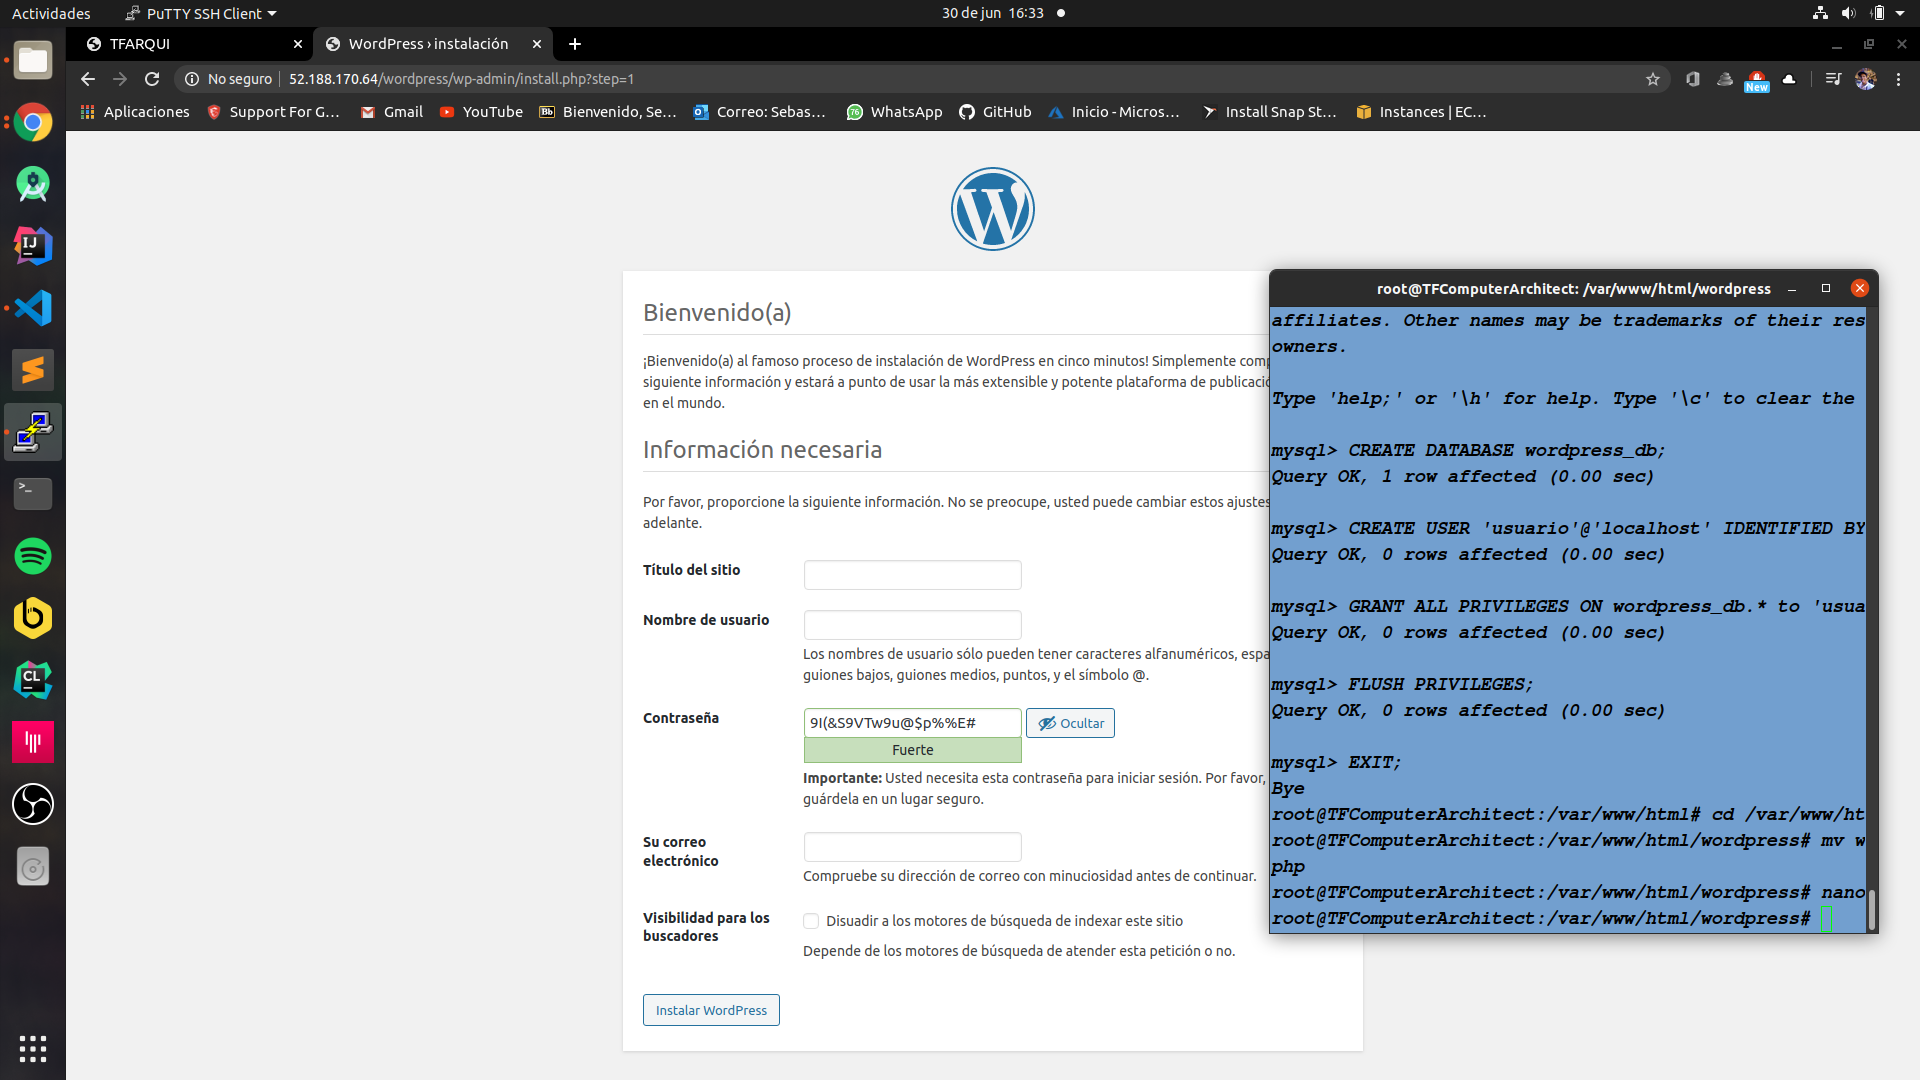 Actividades
PuTTY SSH Client
30 de jun 16:33
TFARQUI
WordPress › instalación
No seguro
52.188.170.64/wordpress/wp-admin/install.php?step=1
New
Aplicaciones
Support For G…
Gmail
YouTube
Bb
Bienvenido, Se…
Correo: Sebas…
76
WhatsApp
GitHub
Inicio - Micros…
Install Snap St…
Instances | EC…
IJ
>_
CL
W
Bienvenido(a)
¡Bienvenido(a) al famoso proceso de instalación de WordPress en cinco minutos! Simplemente comp
siguiente información y estará a punto de usar la más extensible y potente plataforma de publicació
en el mundo.
Información necesaria
Por favor, proporcione la siguiente información. No se preocupe, usted puede cambiar estos ajustes
adelante.
Título del sitio
Nombre de usuario
Los nombres de usuario sólo pueden tener caracteres alfanuméricos, espa
guiones bajos, guiones medios, puntos, y el símbolo @.
Contraseña
9I(&S9VTw9u@$p%%E#
Ocultar
Fuerte
Importante: Usted necesita esta contraseña para iniciar sesión. Por favor,
guárdela en un lugar seguro.
Su correo
electrónico
Compruebe su dirección de correo con minuciosidad antes de continuar.
Visibilidad para los
buscadores
Disuadir a los motores de búsqueda de indexar este sitio
Depende de los motores de búsqueda de atender esta petición o no.
Instalar WordPress
root@TFComputerArchitect: /var/www/html/wordpress
affiliates. Other names may be trademarks of their res
owners.
Type 'help;' or '\h' for help. Type '\c' to clear the
mysql> CREATE DATABASE wordpress_db;
Query OK, 1 row affected (0.00 sec)
mysql> CREATE USER 'usuario'@'localhost' IDENTIFIED BY
Query OK, 0 rows affected (0.00 sec)
mysql> GRANT ALL PRIVILEGES ON wordpress_db.* to 'usua
Query OK, 0 rows affected (0.00 sec)
mysql> FLUSH PRIVILEGES;
Query OK, 0 rows affected (0.00 sec)
mysql> EXIT;
Bye
root@TFComputerArchitect:/var/www/html# cd /var/www/ht
root@TFComputerArchitect:/var/www/html/wordpress# mv w
php
root@TFComputerArchitect:/var/www/html/wordpress# nano
root@TFComputerArchitect:/var/www/html/wordpress#